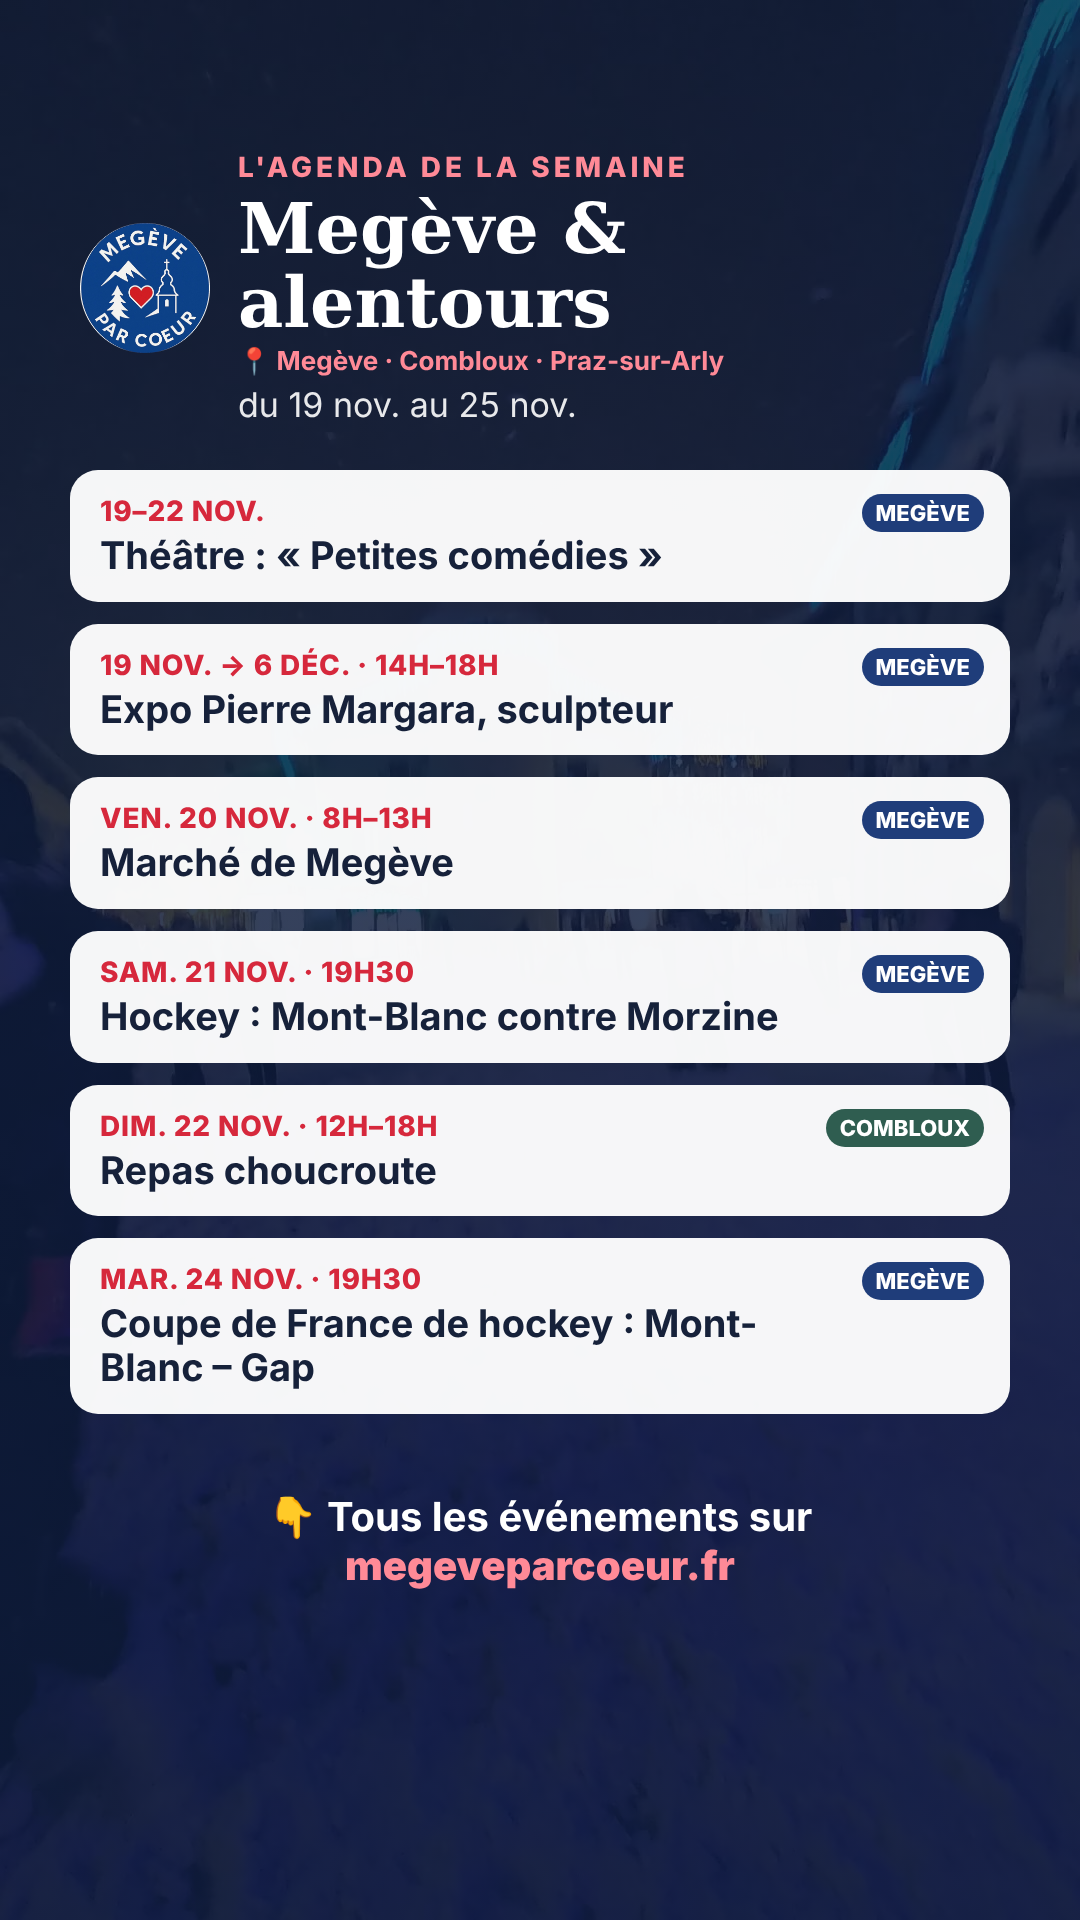 L'AGENDA DE LA SEMAINE
Megève &
alentours
MEGÈVE
PAR COEUR
📍 Megève · Combloux · Praz-sur-Arly
du 19 nov. au 25 nov.
19–22 NOV.
MEGÈVE
Théâtre : « Petites comédies »
19 NOV. → 6 DÉC. · 14H–18H
MEGÈVE
Expo Pierre Margara, sculpteur
VEN. 20 NOV. · 8H–13H
MEGÈVE
Marché de Megève
SAM. 21 NOV. · 19H30
MEGÈVE
Hockey : Mont-Blanc contre Morzine
DIM. 22 NOV. · 12H–18H
COMBLOUX
Repas choucroute
MAR. 24 NOV. · 19H30
MEGÈVE
Coupe de France de hockey : Mont-
Blanc – Gap
👇 Tous les événements sur
megeveparcoeur.fr